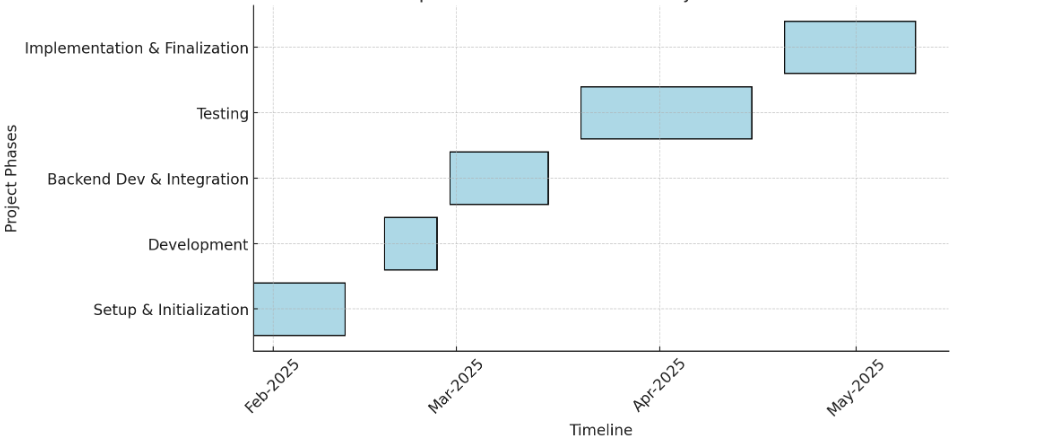 Implementation & Finalization
Testing
Backend Dev & Integration
Development
Setup & Initialization
Project Phases
Feb-2025
Mar-2025
Apr-2025
May-2025
Timeline